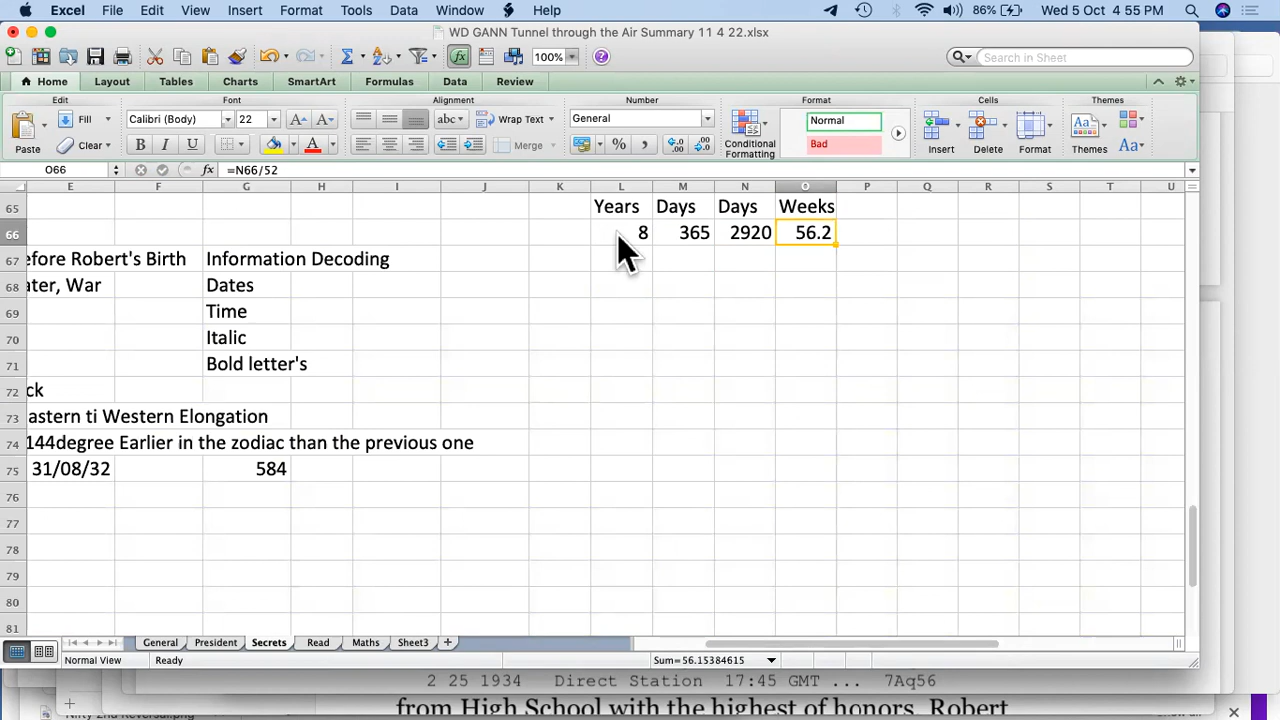 Excel File Edit View Insert Format Tools Data Window Help 86% Wed 5 Oct 4:55 PM
WD GANN Tunnel through the Air Summary 11 4 22.xlsx
100% Search in Sheet
Home Layout Tables Charts SmartArt Formulas Data Review
Edit Font Alignment Number Format Cells Themes
Fill Calibri (Body) 22 abc Wrap Text General Normal
Paste Clear B I U A Merge % Bad Conditional Formatting Insert Delete Format Themes Aa
O66 fx =N66/52
E F G H I J K L M N O P Q R S T U
65 Years Days Days Weeks
66 8 365 2920 56.2
67 efore Robert's Birth Information Decoding
68 ater, War Dates
69 Time
70 Italic
71 Bold letter's
72 ck
73 astern ti Western Elongation
74 144degree Earlier in the zodiac than the previous one
75 31/08/32 584
76
77
78
79
80
81
General President Secrets Read Maths Sheet3
Normal View Ready Sum=56.15384615
2 25 1934 Direct Station 17:45 GMT ... 7Aq56
from High School with the highest of honors. Robert